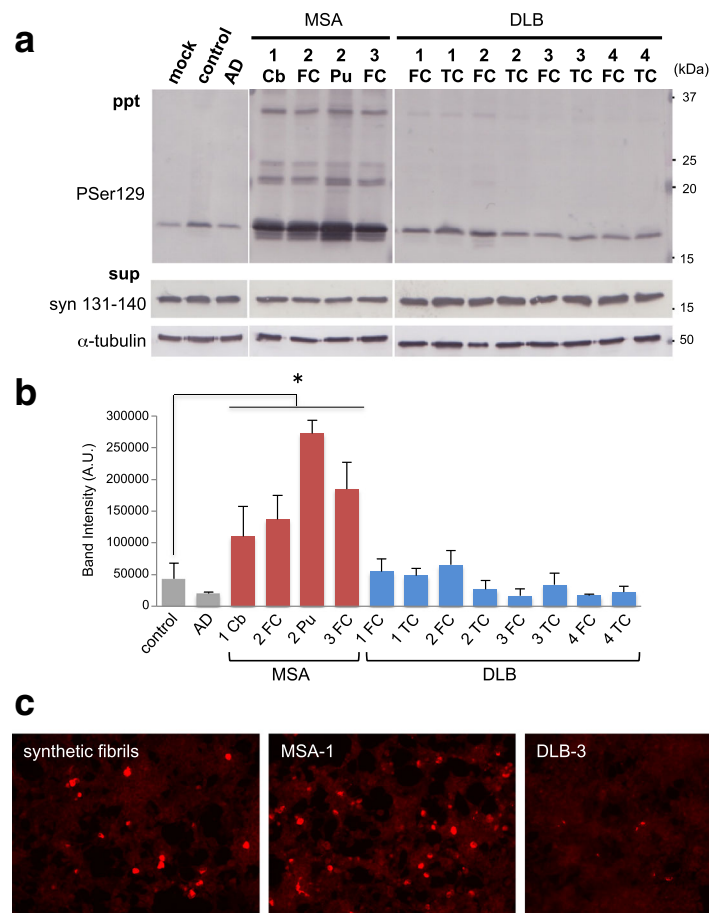 a
MSA
DLB
mock control AD
1 2 2 3
Cb FC Pu FC
1 1 2 2 3 3 4 4
FC TC FC TC FC TC FC TC
(kDa)
ppt
PSer129
37
25
20
15
sup
syn 131-140
15
α-tubulin
50
b
*
Band Intensity (A.U.)
300000
250000
200000
150000
100000
50000
0
control AD 1 Cb 2 FC 2 Pu 3 FC 1 FC 1 TC 2 FC 2 TC 3 FC 3 TC 4 FC 4 TC
MSA DLB
c
synthetic fibrils MSA-1 DLB-3